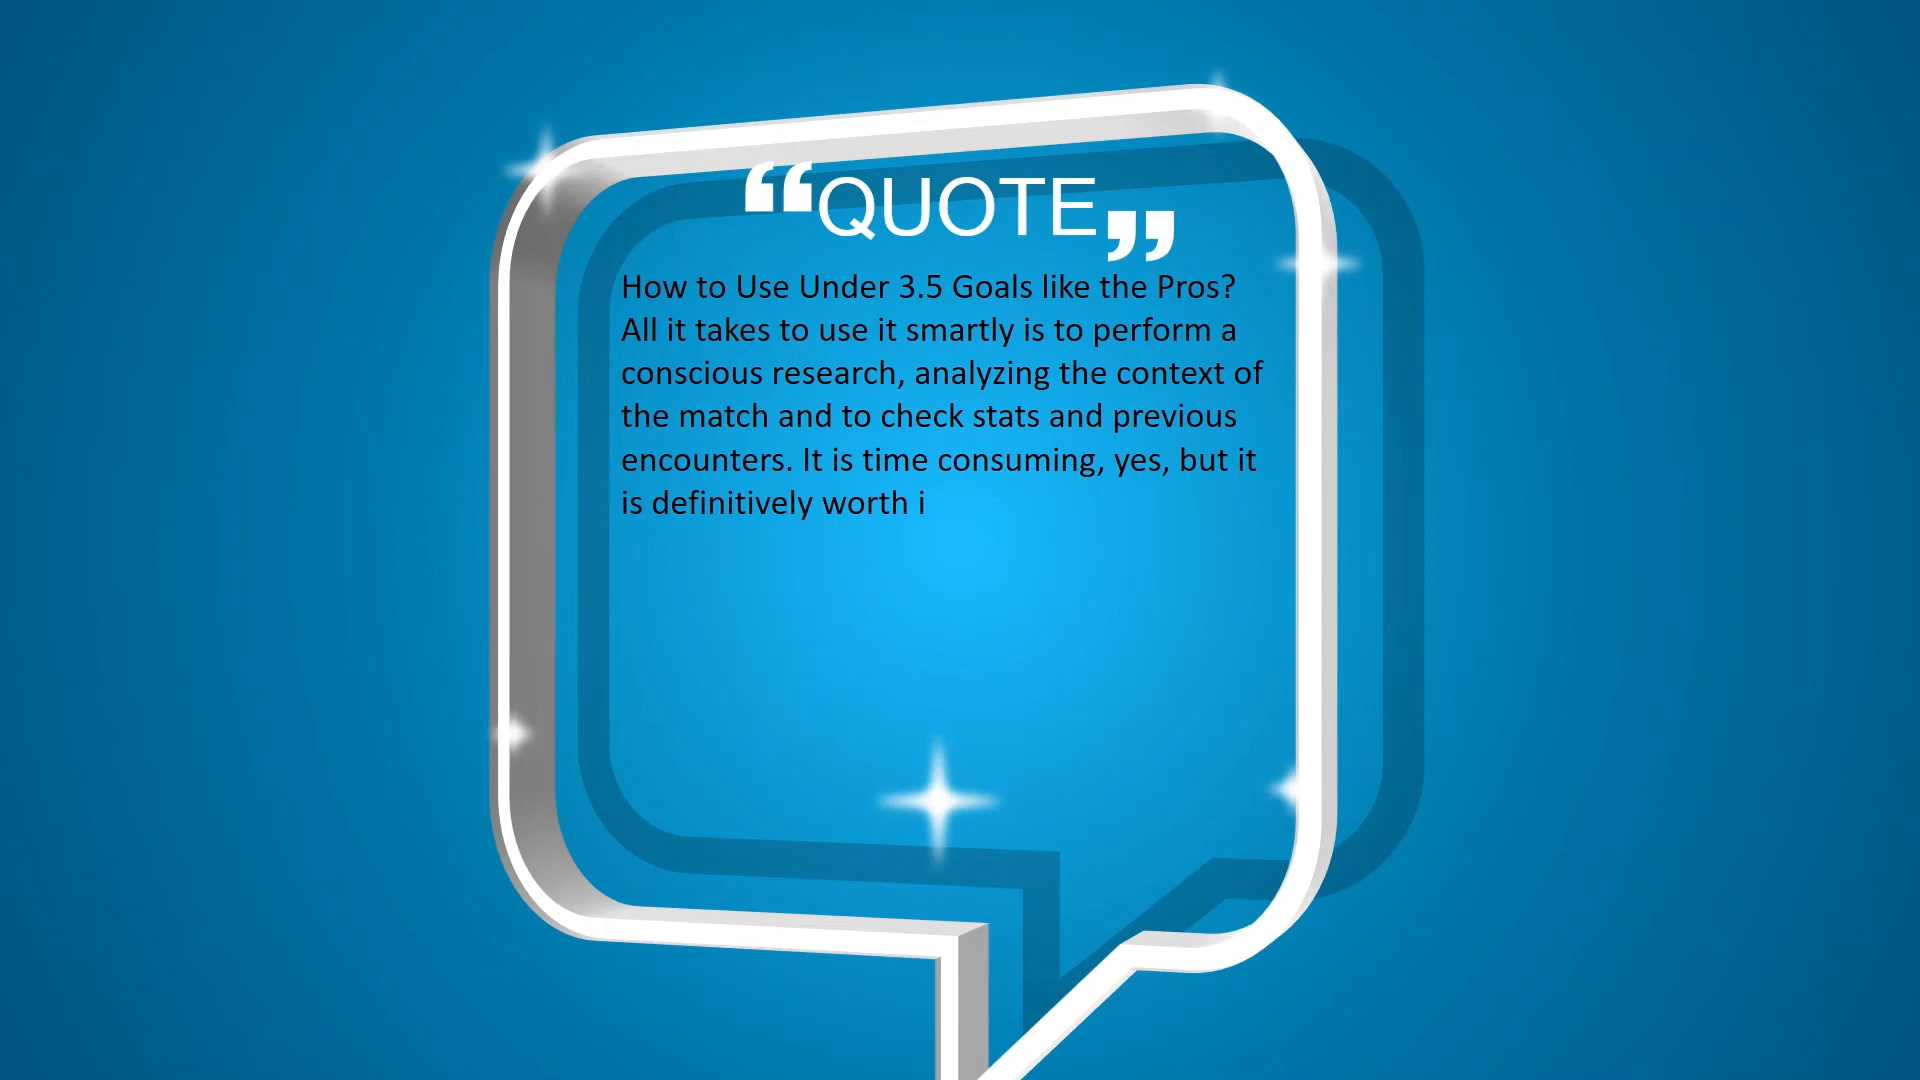 “QUOTE”
How to Use Under 3.5 Goals like the Pros?
All it takes to use it smartly is to perform a
conscious research, analyzing the context of
the match and to check stats and previous
encounters. It is time consuming, yes, but it
is definitively worth i